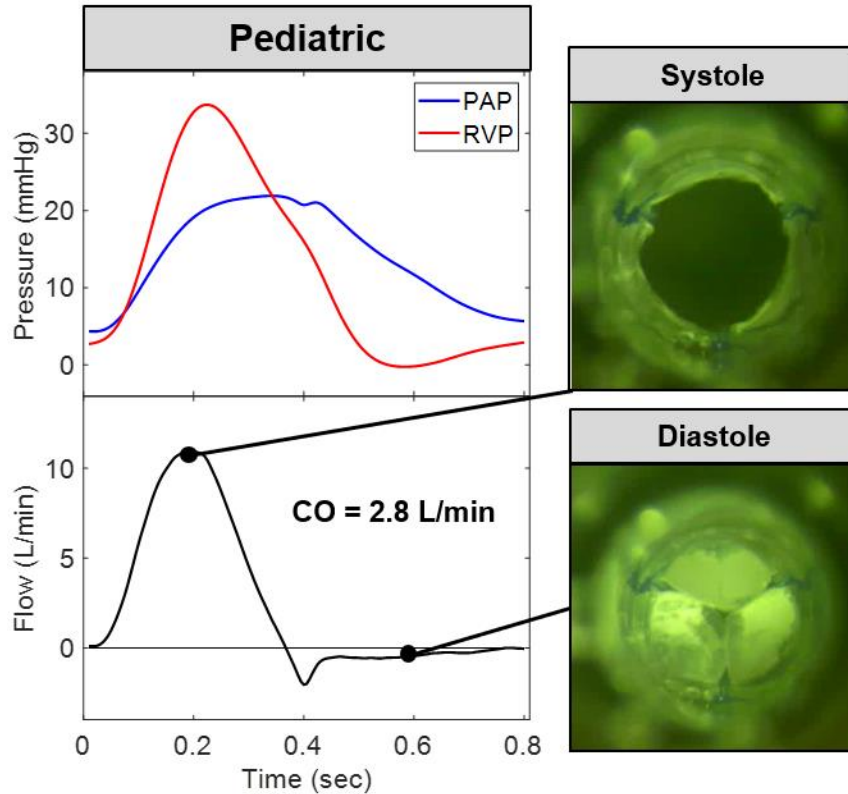 Pediatric
PAP
RVP
Pressure (mmHg)
30
20
10
0
Flow (L/min)
10
5
0
CO = 2.8 L/min
0
0.2
0.4
0.6
0.8
Time (sec)
Systole
Diastole